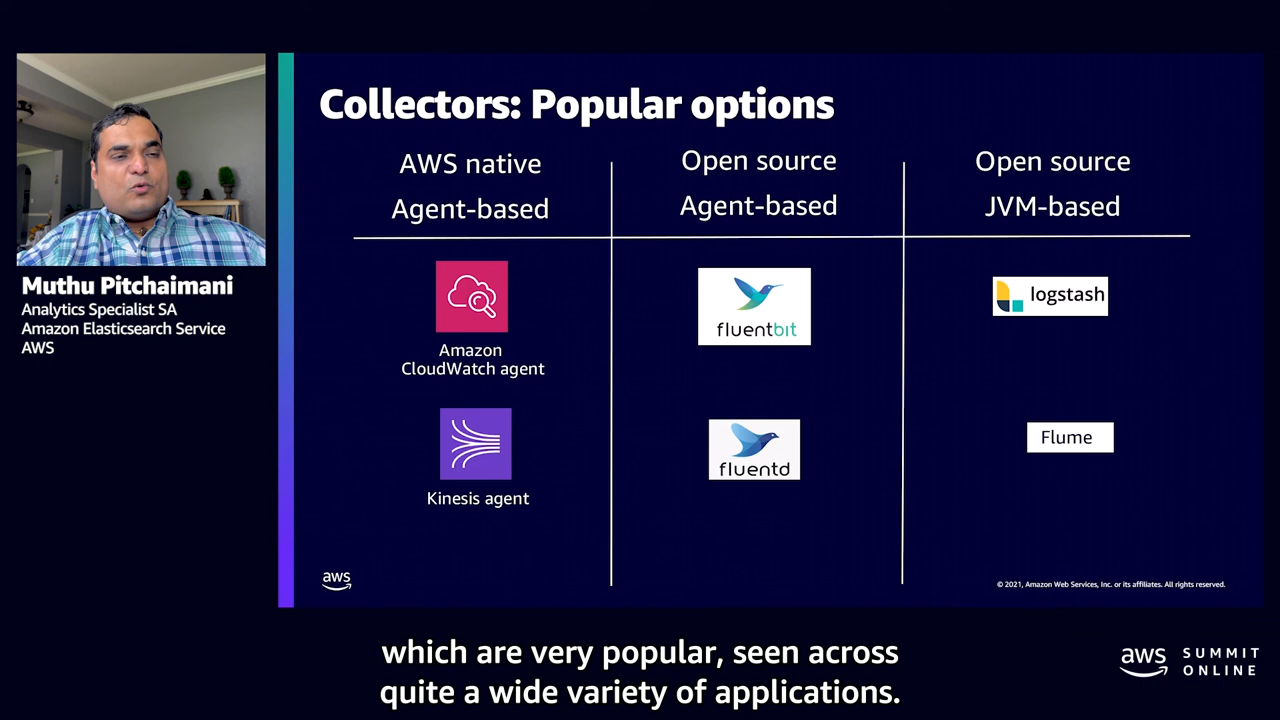 Collectors: Popular options
AWS native
Agent-based
Open source
Agent-based
Open source
JVM-based
Amazon
CloudWatch agent
fluentbit
logstash
Kinesis agent
fluentd
Flume
Muthu Pitchaimani
Analytics Specialist SA
Amazon Elasticsearch Service
AWS
aws
© 2021, Amazon Web Services, Inc. or its affiliates. All rights reserved.
which are very popular, seen across
quite a wide variety of applications.
aws
SUMMIT
ONLINE